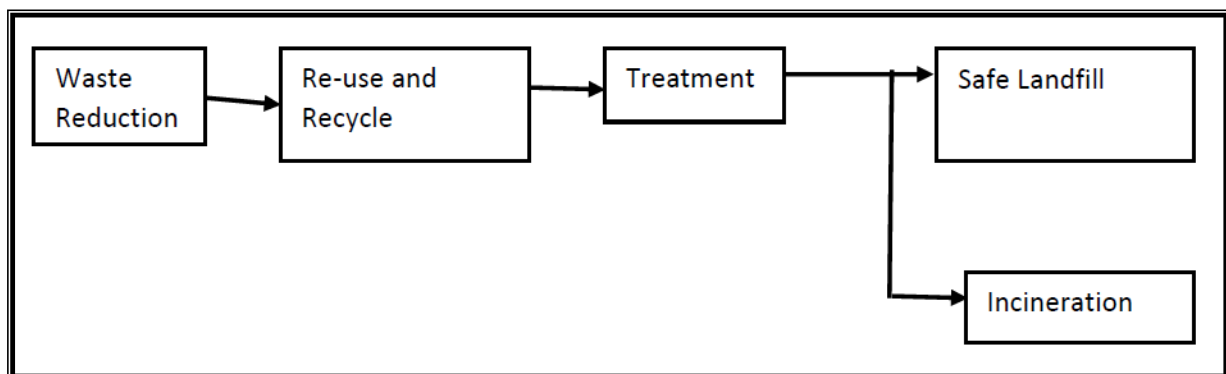 Waste
Reduction
Re-use and
Recycle
Treatment
Safe Landfill
Incineration